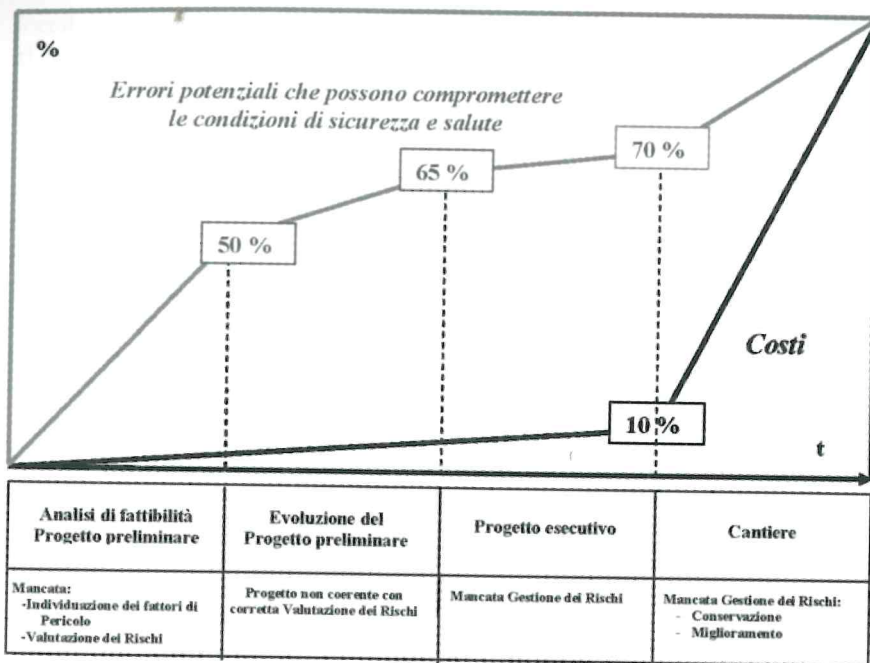 %
Errori potenziali che possono compromettere
le condizioni di sicurezza e salute
70 %
65 %
50 %
Costi
10 %
t
Analisi di fattibilità
Progetto preliminare
Evoluzione del
Progetto preliminare
Progetto esecutivo
Cantiere
Mancata:
-Individuazione dei fattori di
Pericolo
-Valutazione dei Rischi
Progetto non coerente con
corretta Valutazione dei Rischi
Mancata Gestione dei Rischi
Mancata Gestione dei Rischi:
- Conservazione
- Miglioramento